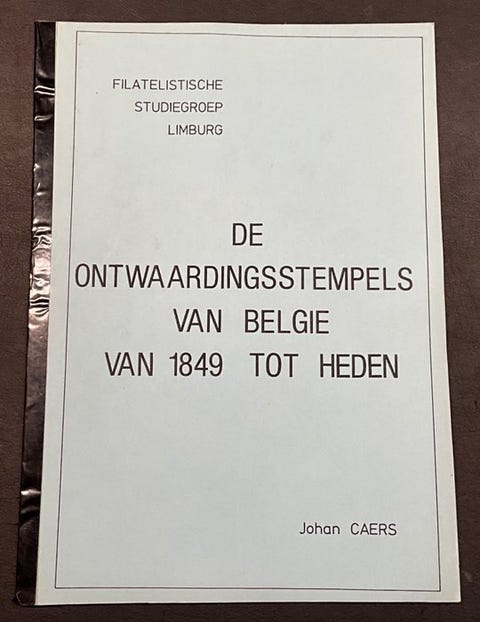 FILATELISTISCHE
STUDIEGROEP
LIMBURG
DE
ONTWAARDINGSSTEMPELS
VAN BELGIE
VAN 1849 TOT HEDEN
Johan CAERS